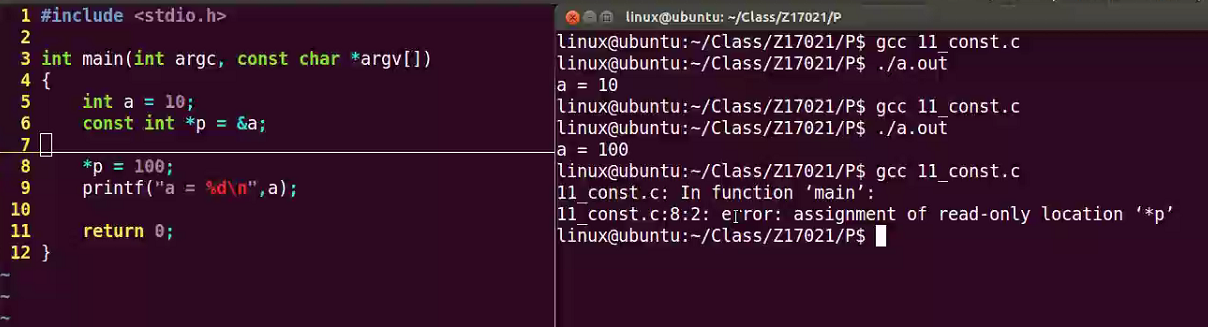 1 #include <stdio.h>
2
3 int main(int argc, const char *argv[])
4 {
5     int a = 10;
6     const int *p = &a;
7
8     *p = 100;
9     printf("a = %d\n",a);
10
11     return 0;
12 }
~
~
~
linux@ubuntu: ~/Class/Z17021/P
linux@ubuntu:~/Class/Z17021/P$ gcc 11_const.c
linux@ubuntu:~/Class/Z17021/P$ ./a.out
a = 10
linux@ubuntu:~/Class/Z17021/P$ gcc 11_const.c
linux@ubuntu:~/Class/Z17021/P$ ./a.out
a = 100
linux@ubuntu:~/Class/Z17021/P$ gcc 11_const.c
11_const.c: In function ‘main’:
11_const.c:8:2: error: assignment of read-only location ‘*p’
linux@ubuntu:~/Class/Z17021/P$